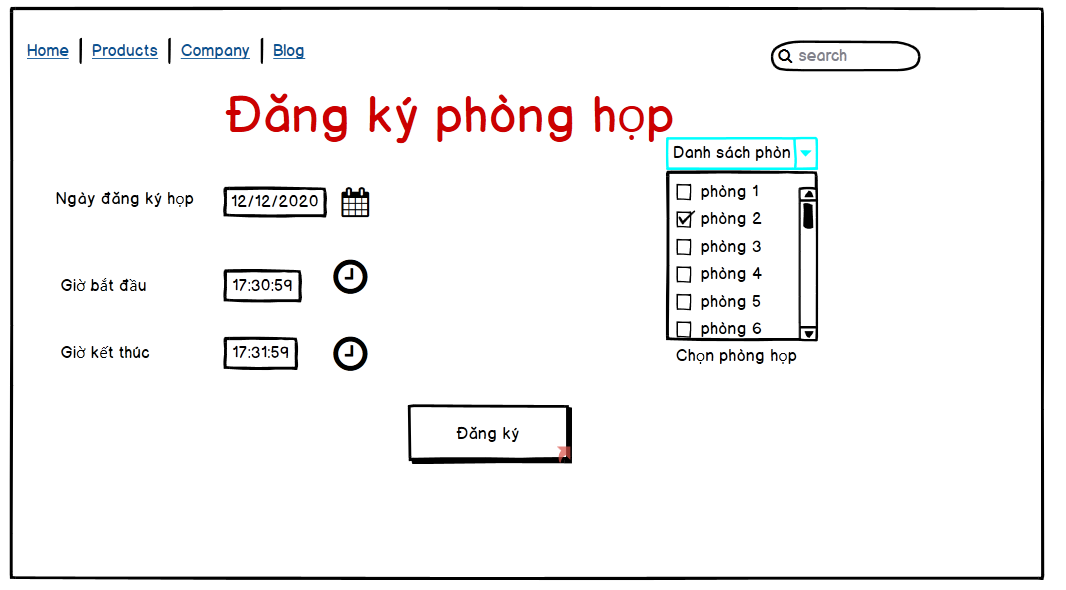 Home Products Company Blog
search
Đăng ký phòng họp
Danh sách phòn
Ngày đăng ký họp 12/12/2020
phòng 1
phòng 2
phòng 3
phòng 4
phòng 5
phòng 6
Giờ bắt đầu 17:30:59
Giờ kết thúc 17:31:59
Chọn phòng họp
Đăng ký